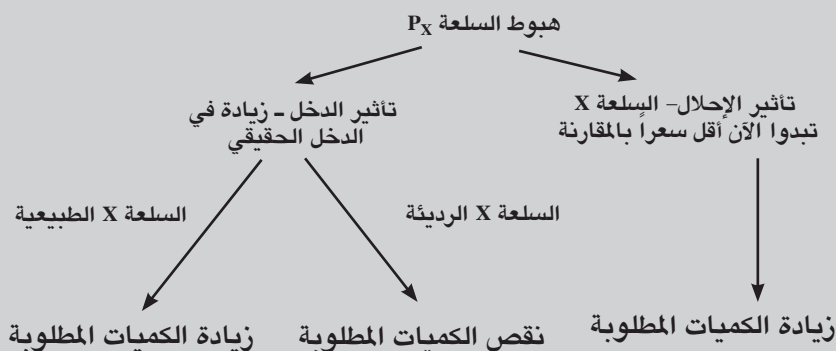 هبوط السلعة PX
تأثير الإحلال– السلعة X
تبدوا الآن أقل سعراً بالمقارنة
تأثير الدخل – زيادة في
الدخل الحقيقي
السلعة X الرديئة
السلعة X الطبيعية
زيادة الكميات المطلوبة
نقص الكميات المطلوبة
زيادة الكميات المطلوبة